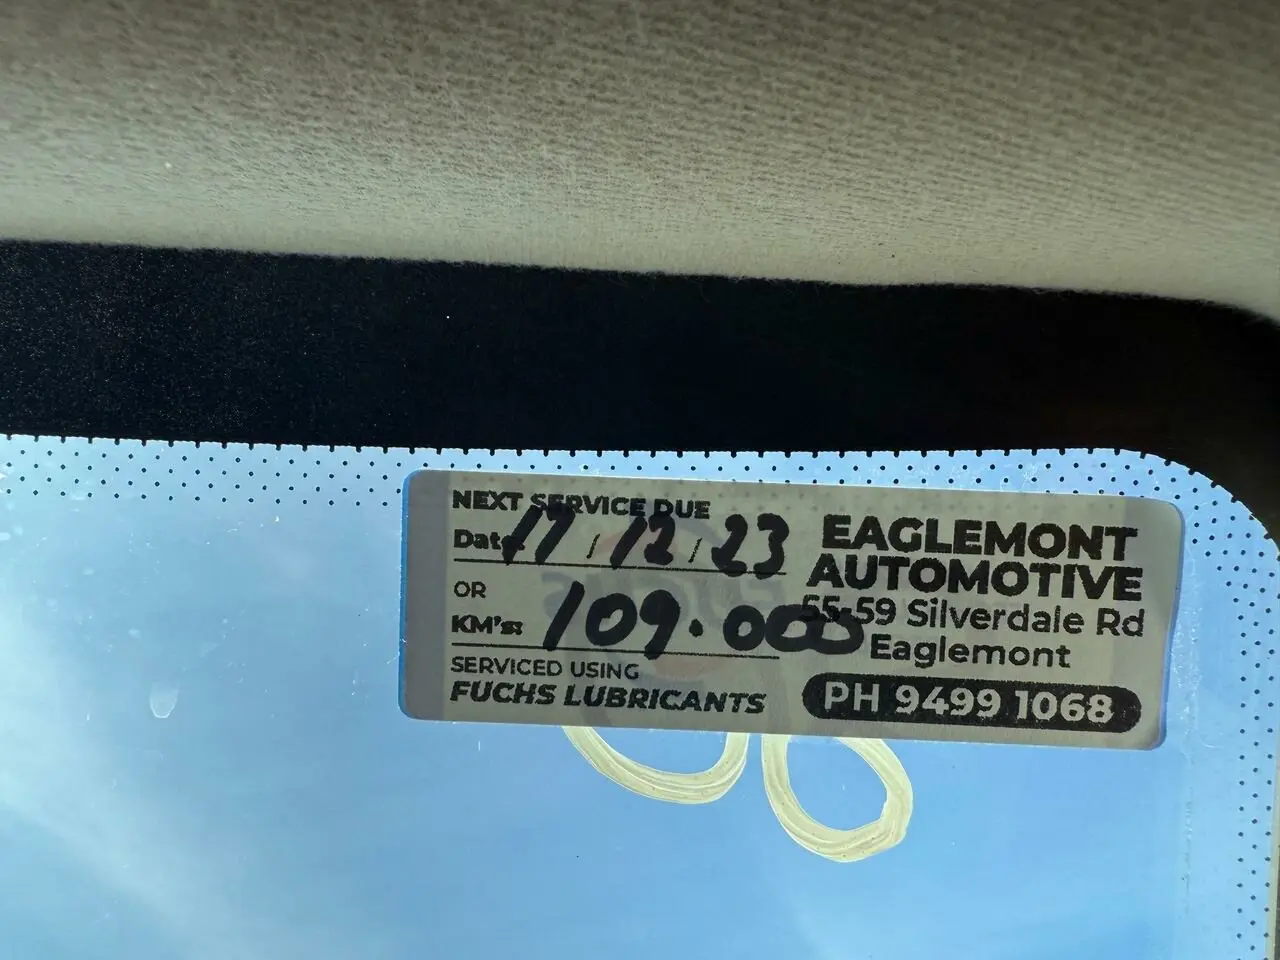 NEXT SERVICE DUE
Date: 17 / 12 / 23
OR
KM's: 109.000
SERVICED USING
FUCHS LUBRICANTS
EAGLEMONT
AUTOMOTIVE
55-59 Silverdale Rd
Eaglemont
PH 9499 1068